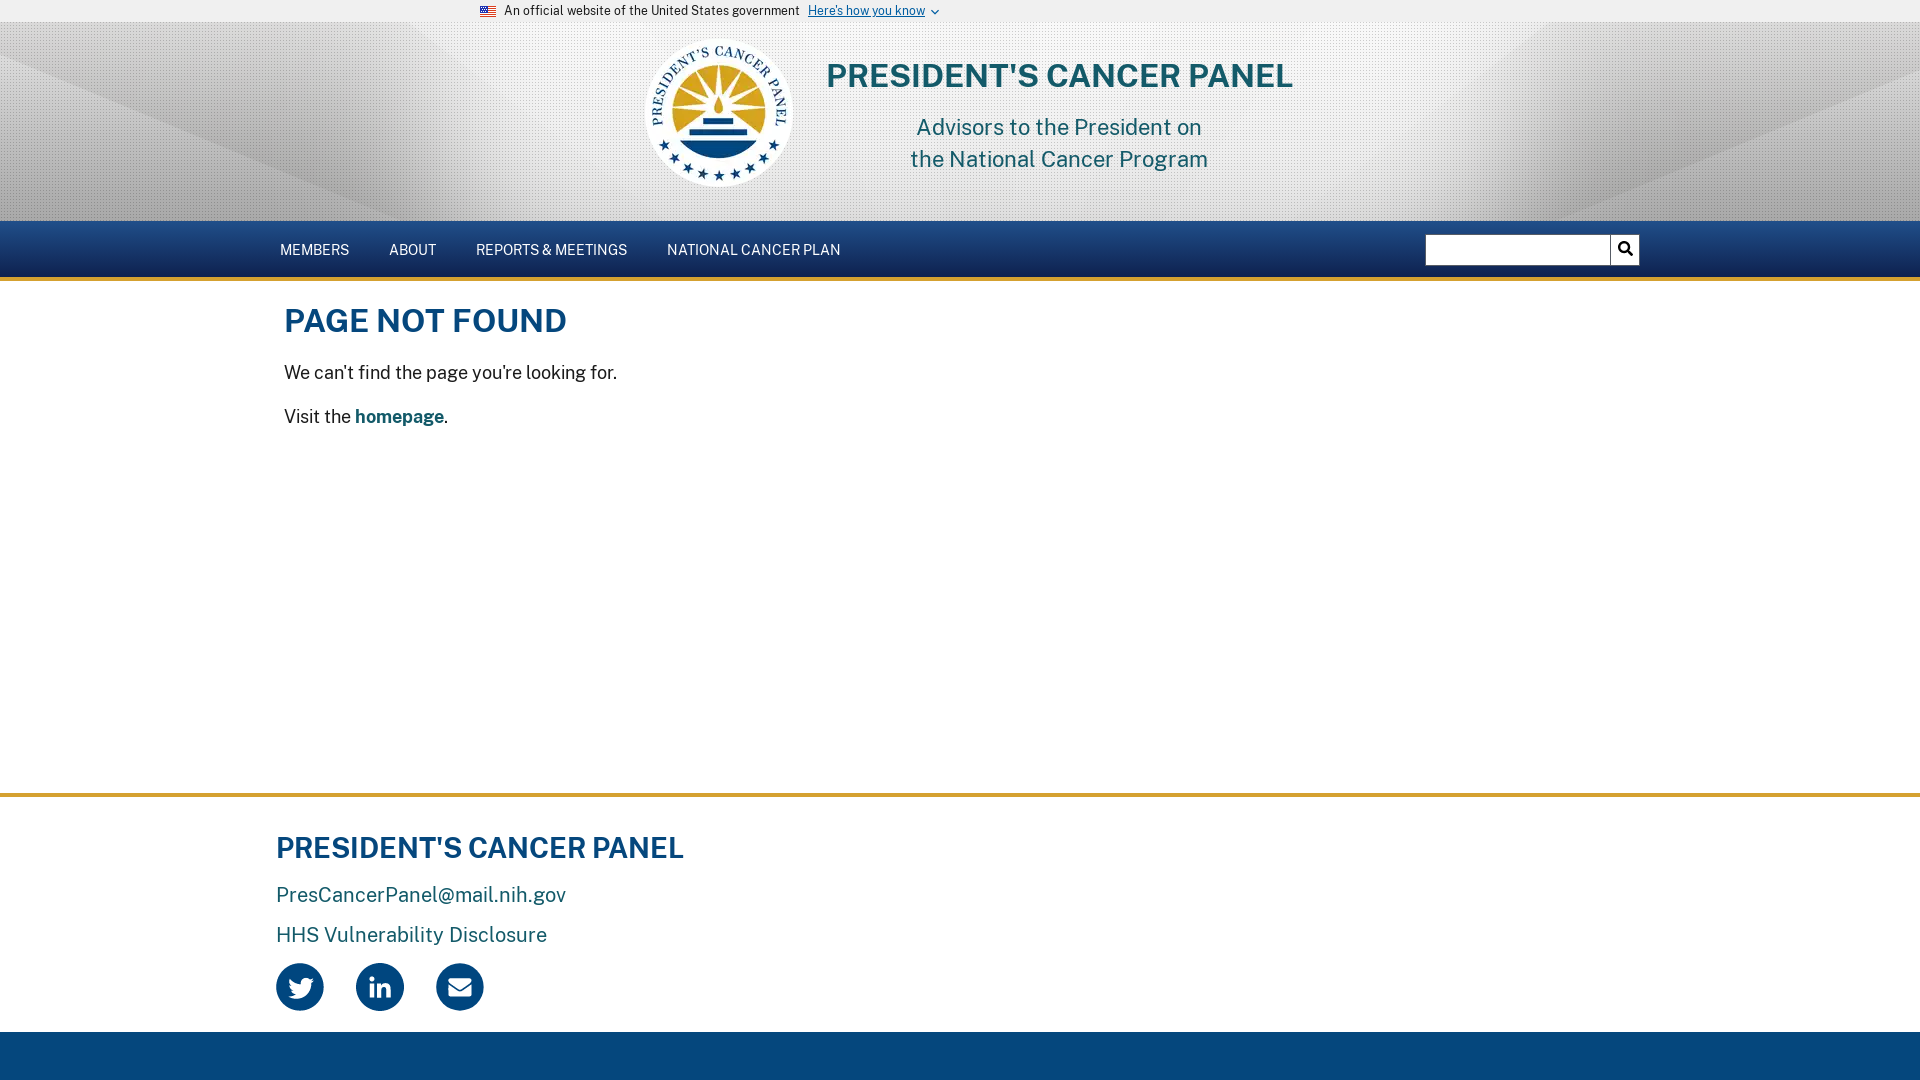 An official website of the United States government Here's how you know
PRESIDENT'S CANCER PANEL
PRESIDENT'S CANCER PANEL
Advisors to the President on
the National Cancer Program
MEMBERS ABOUT REPORTS & MEETINGS NATIONAL CANCER PLAN
PAGE NOT FOUND
We can't find the page you're looking for.
Visit the homepage.
PRESIDENT'S CANCER PANEL
PresCancerPanel@mail.nih.gov
HHS Vulnerability Disclosure
in